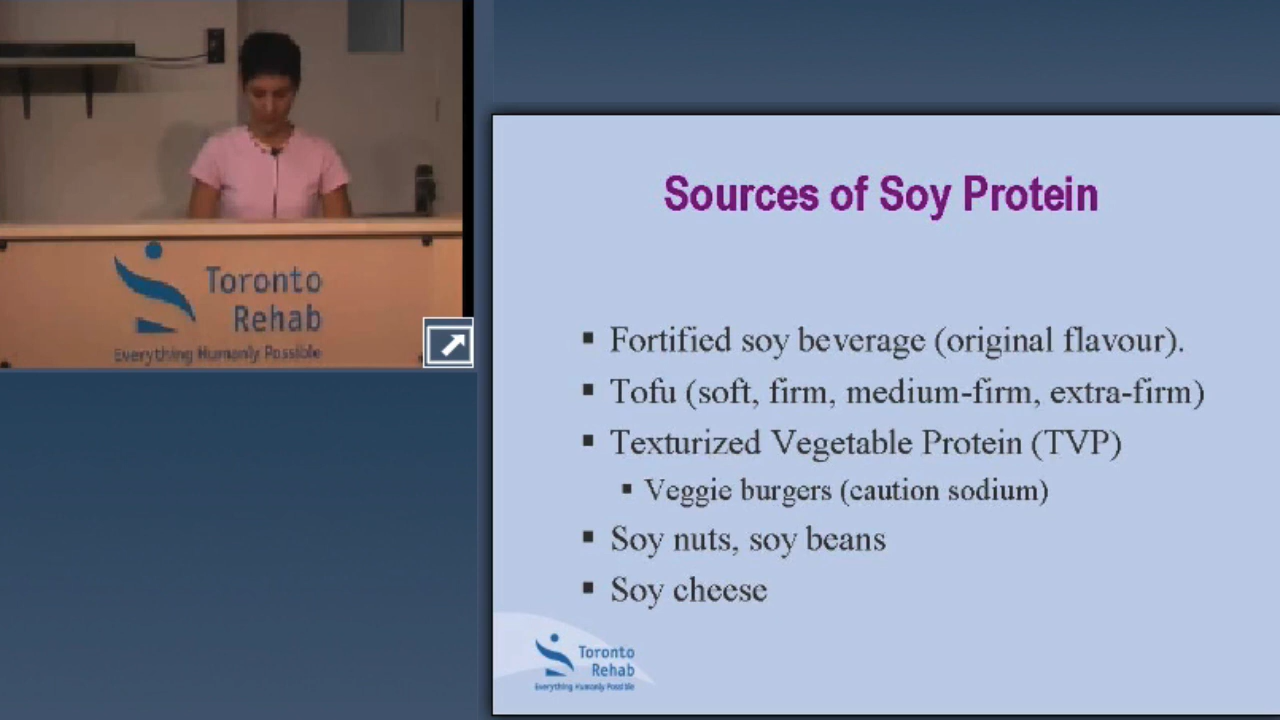 Toronto
Rehab
Everything Humanly Possible
Sources of Soy Protein
▪ Fortified soy beverage (original flavour).
▪ Tofu (soft, firm, medium-firm, extra-firm)
▪ Texturized Vegetable Protein (TVP)
▪ Veggie burgers (caution sodium)
▪ Soy nuts, soy beans
▪ Soy cheese
Toronto
Rehab
Everything Humanly Possible